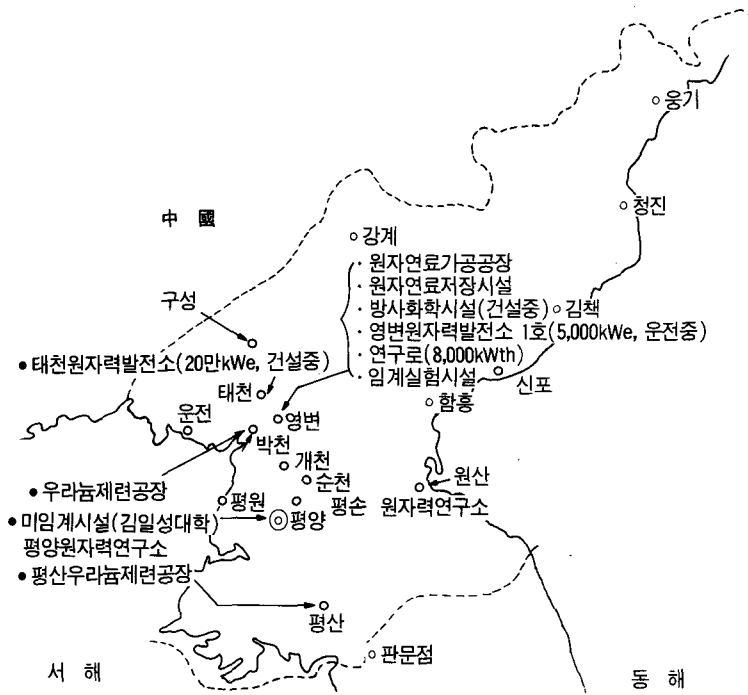 웅기
청진
中國
강계
· 원자연료가공공장
· 원자연료저장시설
· 방사화학시설(건설중)
김책
· 영변원자력발전소 1호(5,000kWe, 운전중)
· 연구로(8,000kWth)
· 임계실험시설
구성
• 태천원자력발전소(20만kWe, 건설중)
신포
태천
함흥
운전
영변
박천
개천
순천
원산
• 우라늄제련공장
평원
평손
원자력연구소
• 미임계시설(김일성대학)
평양
평양원자력연구소
• 평산우라늄제련공장
평산
판문점
서해
동해